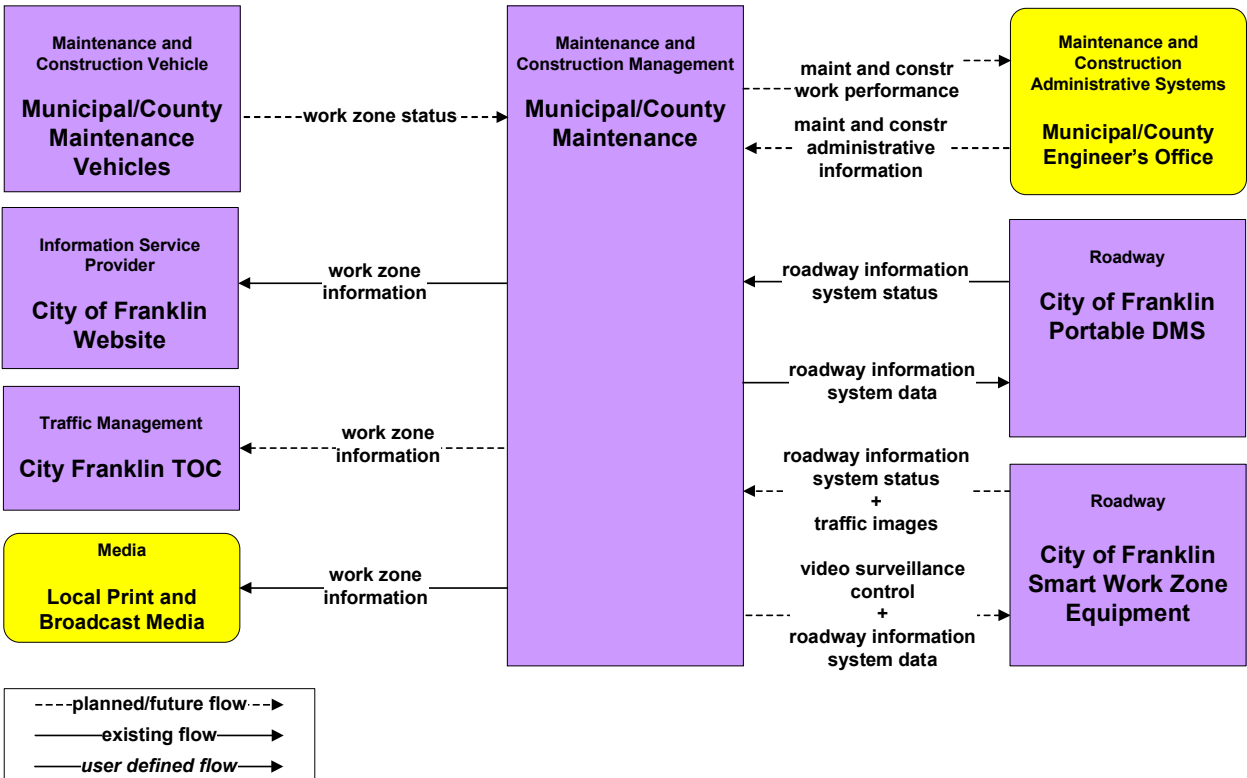 Maintenance and
Construction Vehicle
Municipal/County
Maintenance
Vehicles
work zone status
Maintenance and
Construction Management
Municipal/County
Maintenance
maint and constr
work performance
maint and constr
administrative
information
Maintenance and
Construction
Administrative Systems
Municipal/County
Engineer’s Office
Information Service
Provider
City of Franklin
Website
work zone
information
roadway information
system status
roadway information
system data
Roadway
City of Franklin
Portable DMS
Traffic Management
City Franklin TOC
work zone
information
roadway information
system status
+
traffic images
video surveillance
control
+
roadway information
system data
Roadway
City of Franklin
Smart Work Zone
Equipment
Media
Local Print and
Broadcast Media
work zone
information
planned/future flow
existing flow
user defined flow